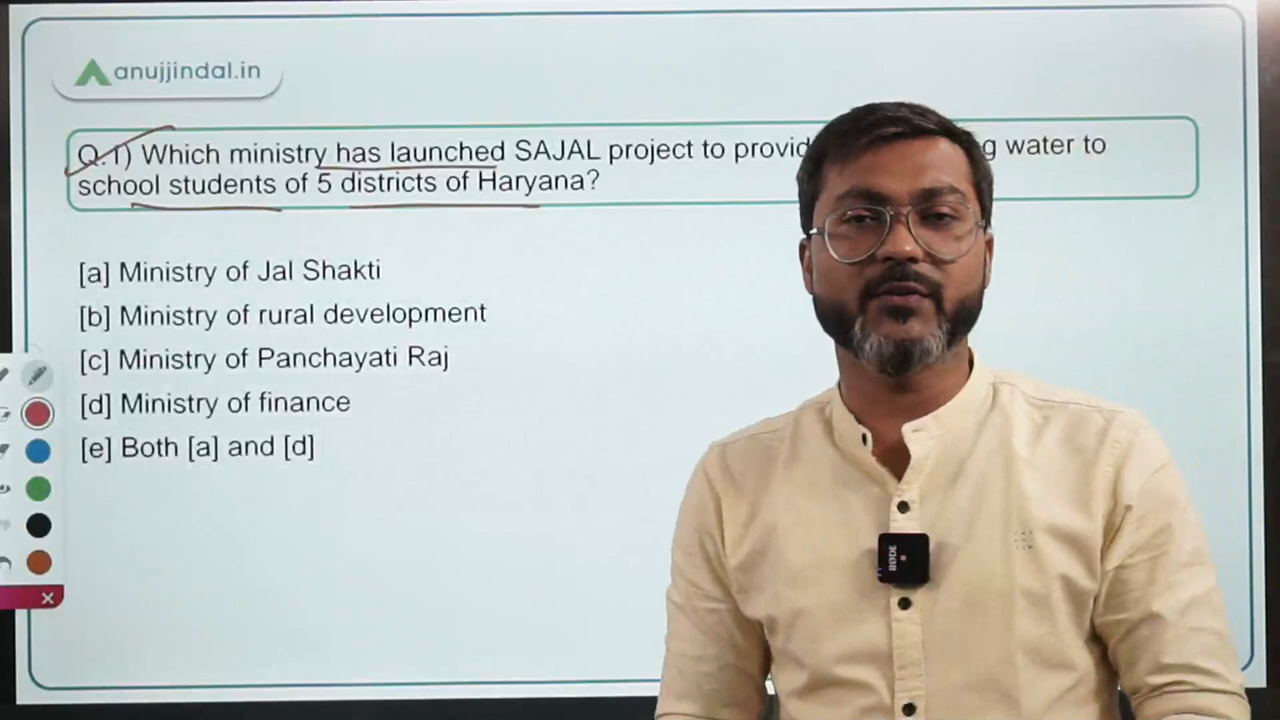 anujjindal.in
Q.1) Which ministry has launched SAJAL project to provid g water to
school students of 5 districts of Haryana?
[a] Ministry of Jal Shakti
[b] Ministry of rural development
[c] Ministry of Panchayati Raj
[d] Ministry of finance
[e] Both [a] and [d]
RODE